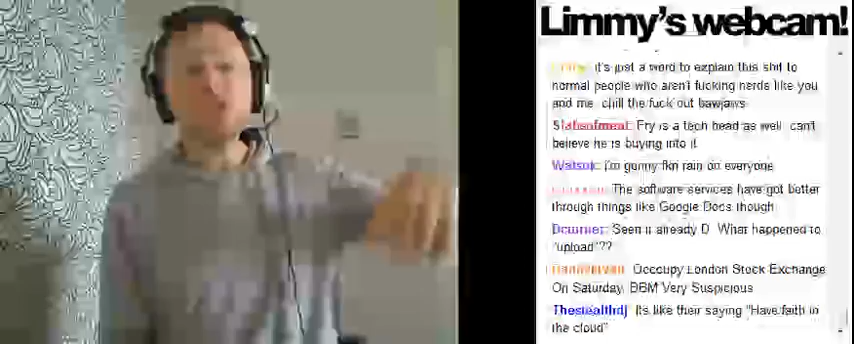 Limmy's webcam!
it's just a word to explain this shit to
normal people who aren't fucking nerds like you
and me chill the fuck out bawjaws
Fry is a tech head as well can't
believe he is buying into it
Watson: i'm gunny fkn rain on everyone
The software services have got better
through things like Google Docs though
Seen it already D What happened to
"upload"??
Occupy London Stock Exchange
On Saturday. BBM Very Suspicious
Thestealthdj Its like their saying "Have faith in
the cloud"